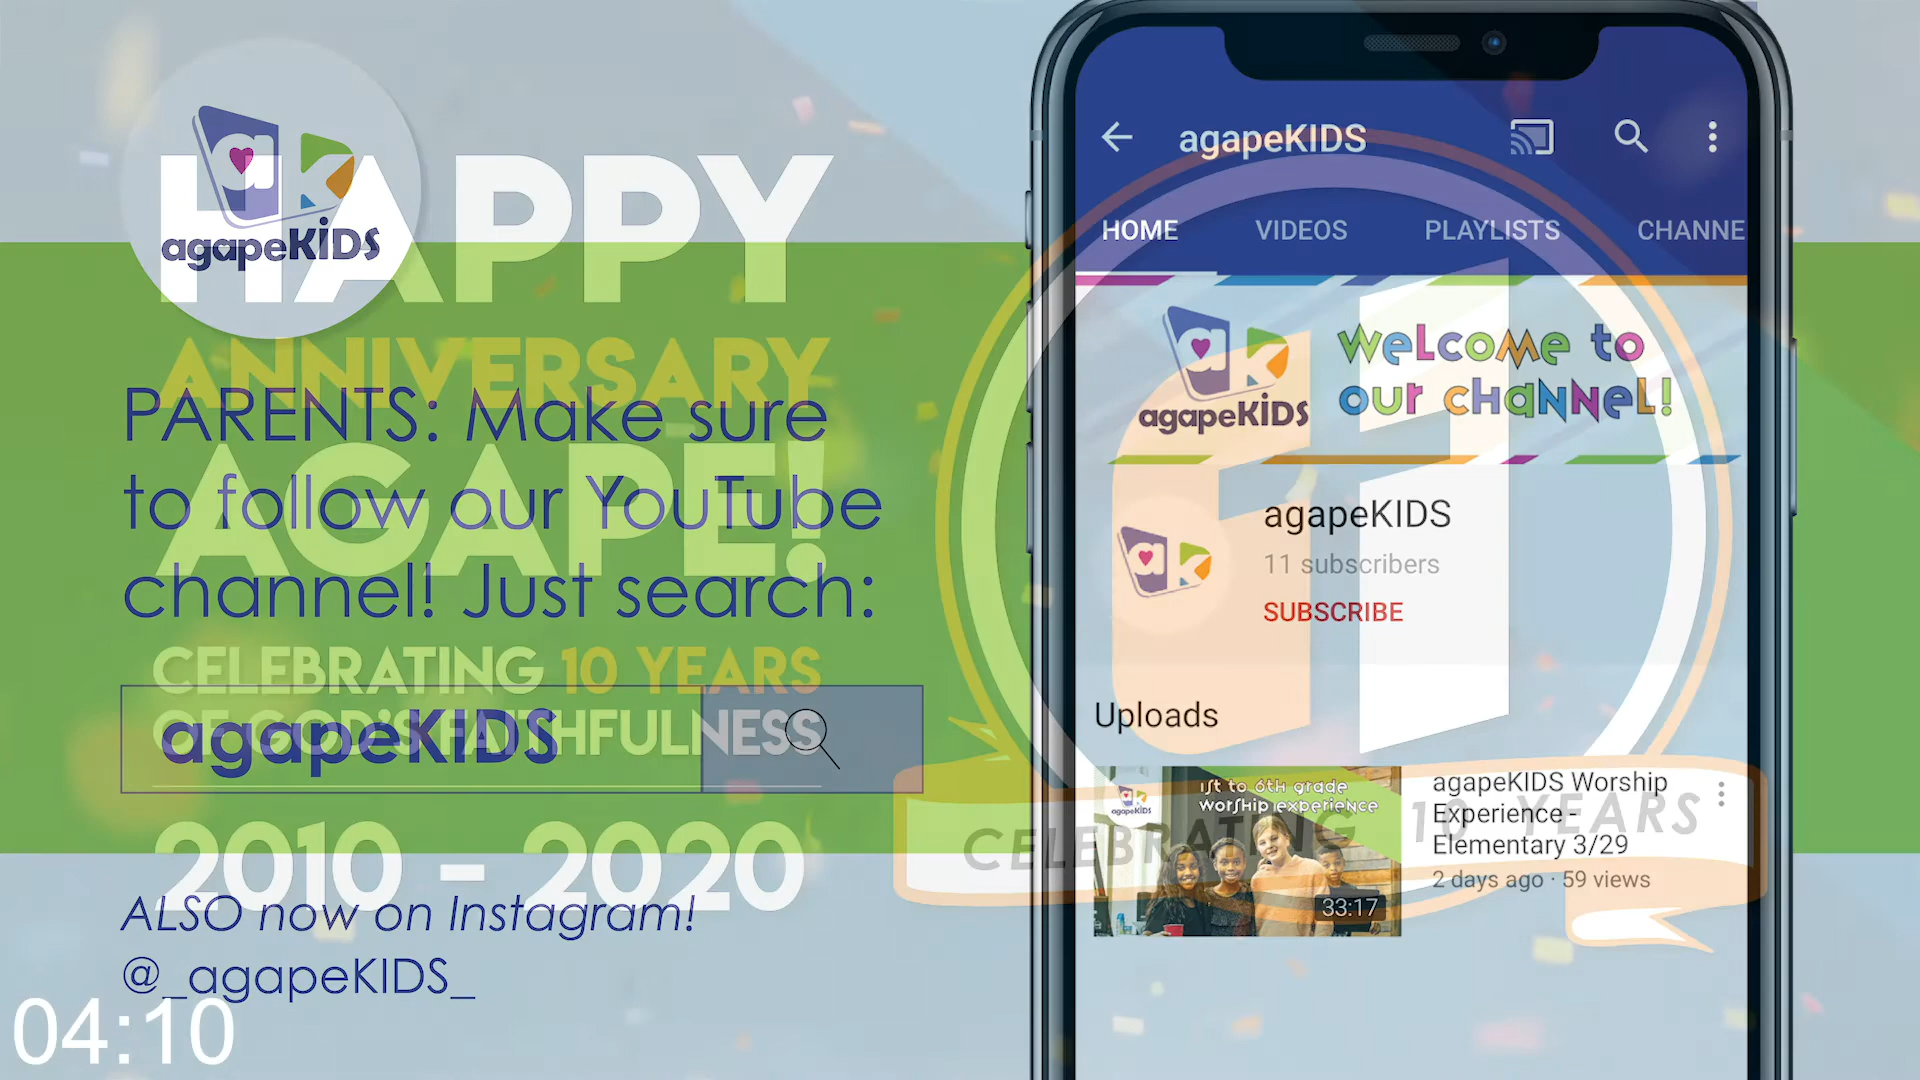 agapeKIDS
HAPPY
ANNIVERSARY
AGAPE!
CELEBRATING 10 YEARS
OF GOD'S FAITHFULNESS
2010 - 2020
PARENTS: Make sure
to follow our YouTube
channel! Just search:
agapeKIDS
ALSO now on Instagram!
@_agapeKIDS_
04:10
agapeKIDS
HOME VIDEOS PLAYLISTS CHANNE
agapeKIDS
Welcome to
our channel!
agapeKIDS
11 subscribers
SUBSCRIBE
Uploads
agapeKIDS
1st to 6th grade
worship experience
33:17
agapeKIDS Worship
Experience -
Elementary 3/29
2 days ago · 59 views
CELEBRATING 10 YEARS